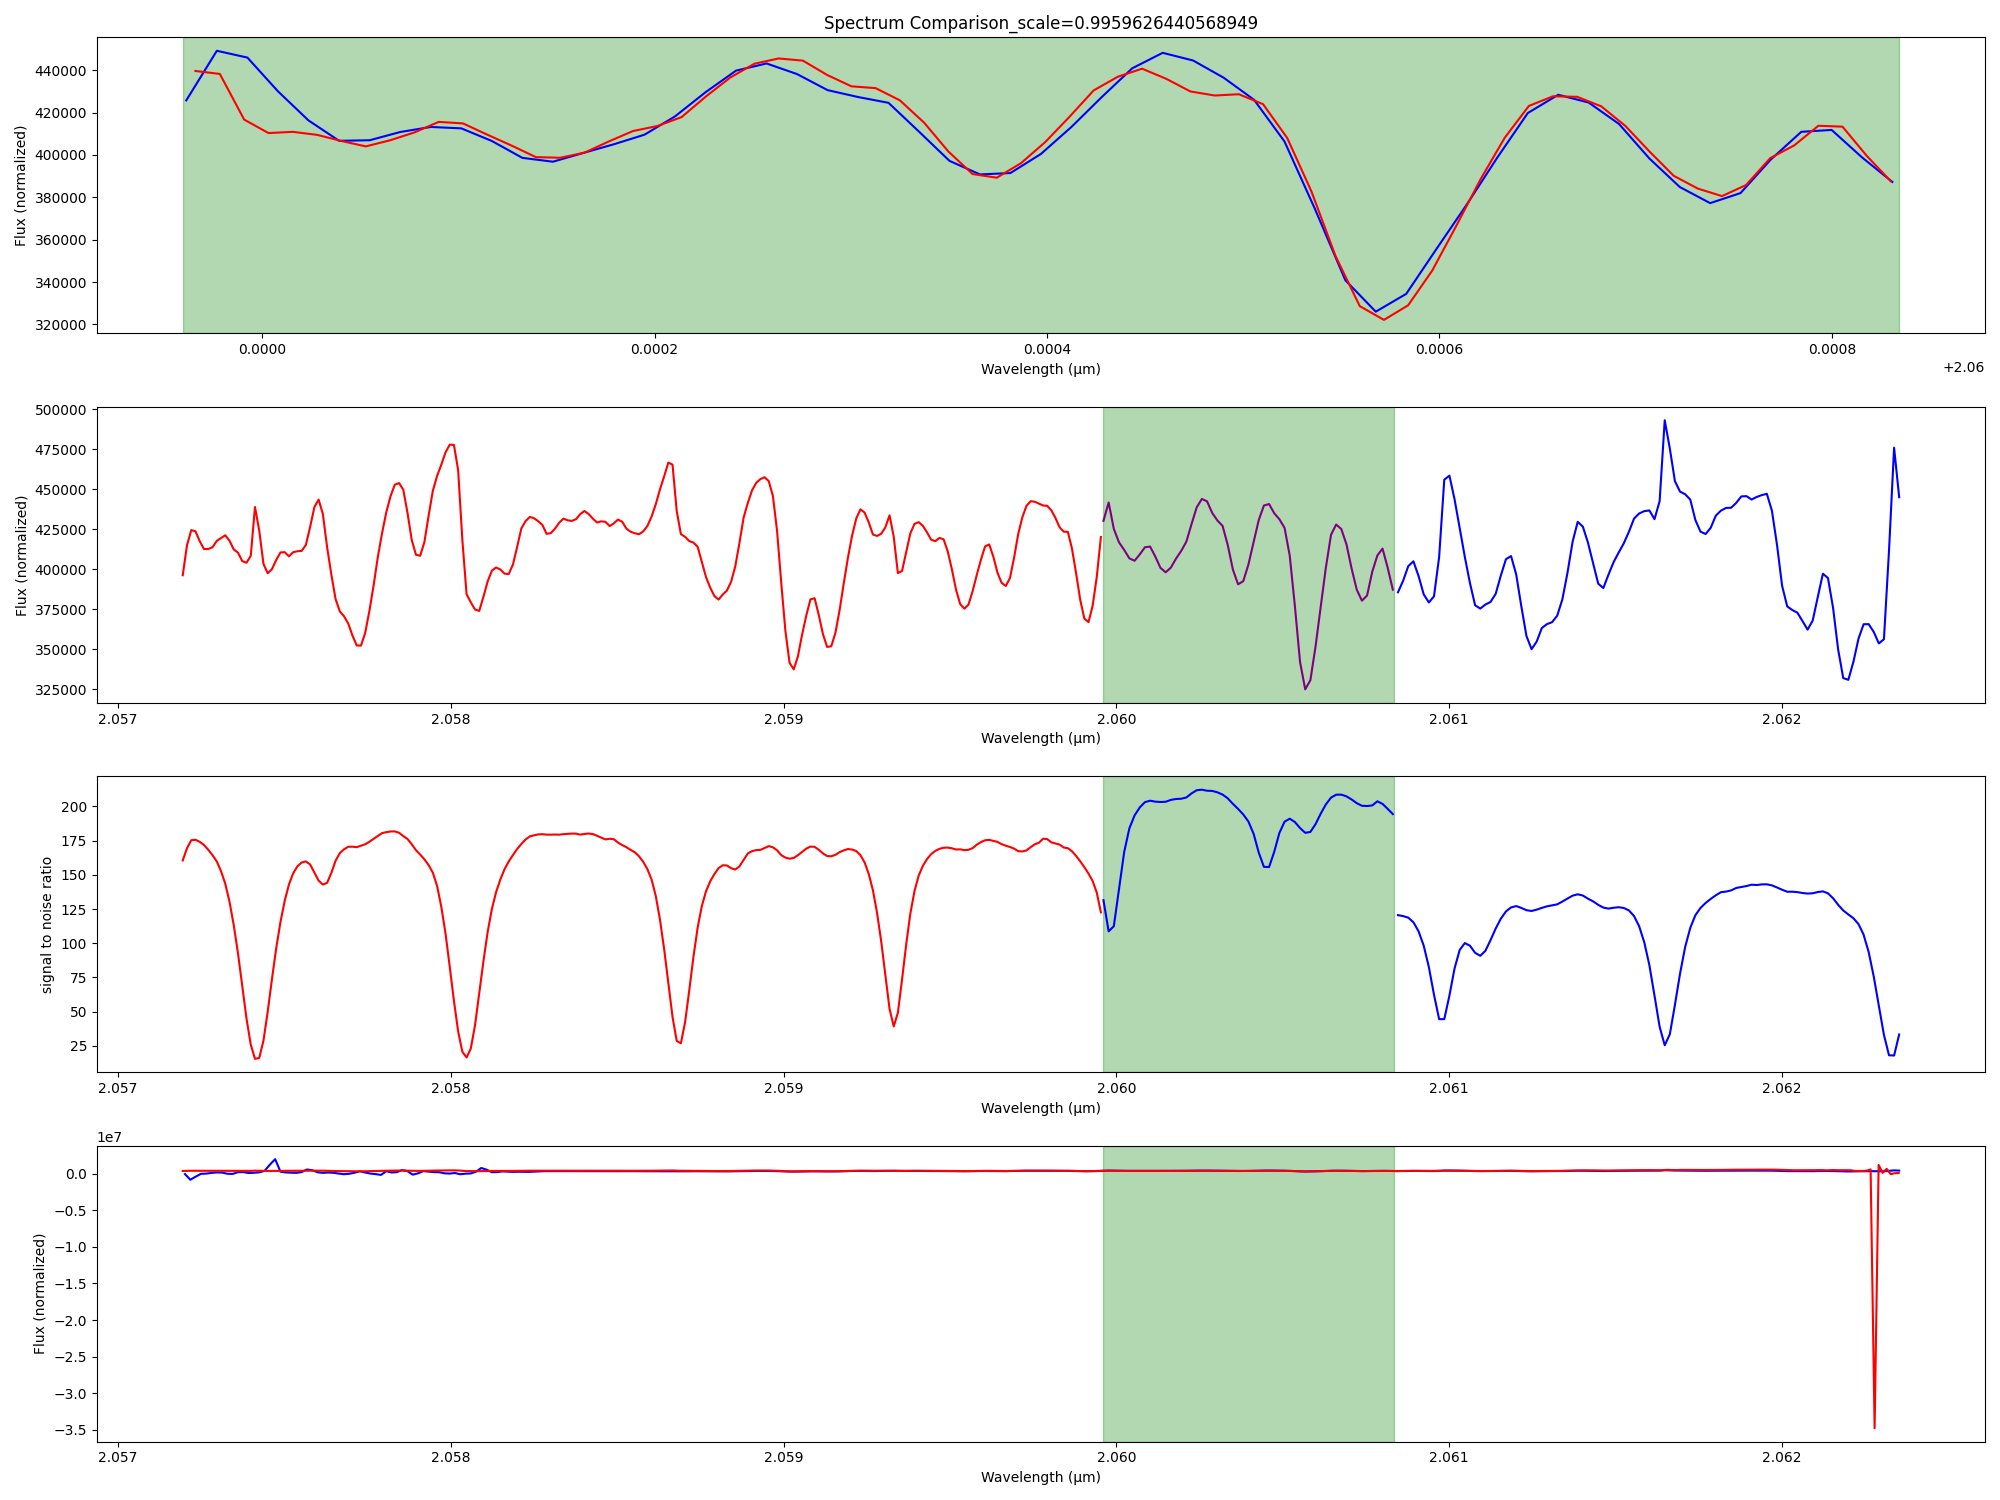 Spectrum Comparison_scale=0.9959626440568949
Flux (normalized)
440000
420000
400000
380000
360000
340000
320000
0.0000 0.0002 0.0004 0.0006 0.0008
Wavelength (μm)
+2.06
Flux (normalized)
500000
475000
450000
425000
400000
375000
350000
325000
2.057 2.058 2.059 2.060 2.061 2.062
Wavelength (μm)
signal to noise ratio
200
175
150
125
100
75
50
25
2.057 2.058 2.059 2.060 2.061 2.062
Wavelength (μm)
1e7
Flux (normalized)
0.0
−0.5
−1.0
−1.5
−2.0
−2.5
−3.0
−3.5
2.057 2.058 2.059 2.060 2.061 2.062
Wavelength (μm)